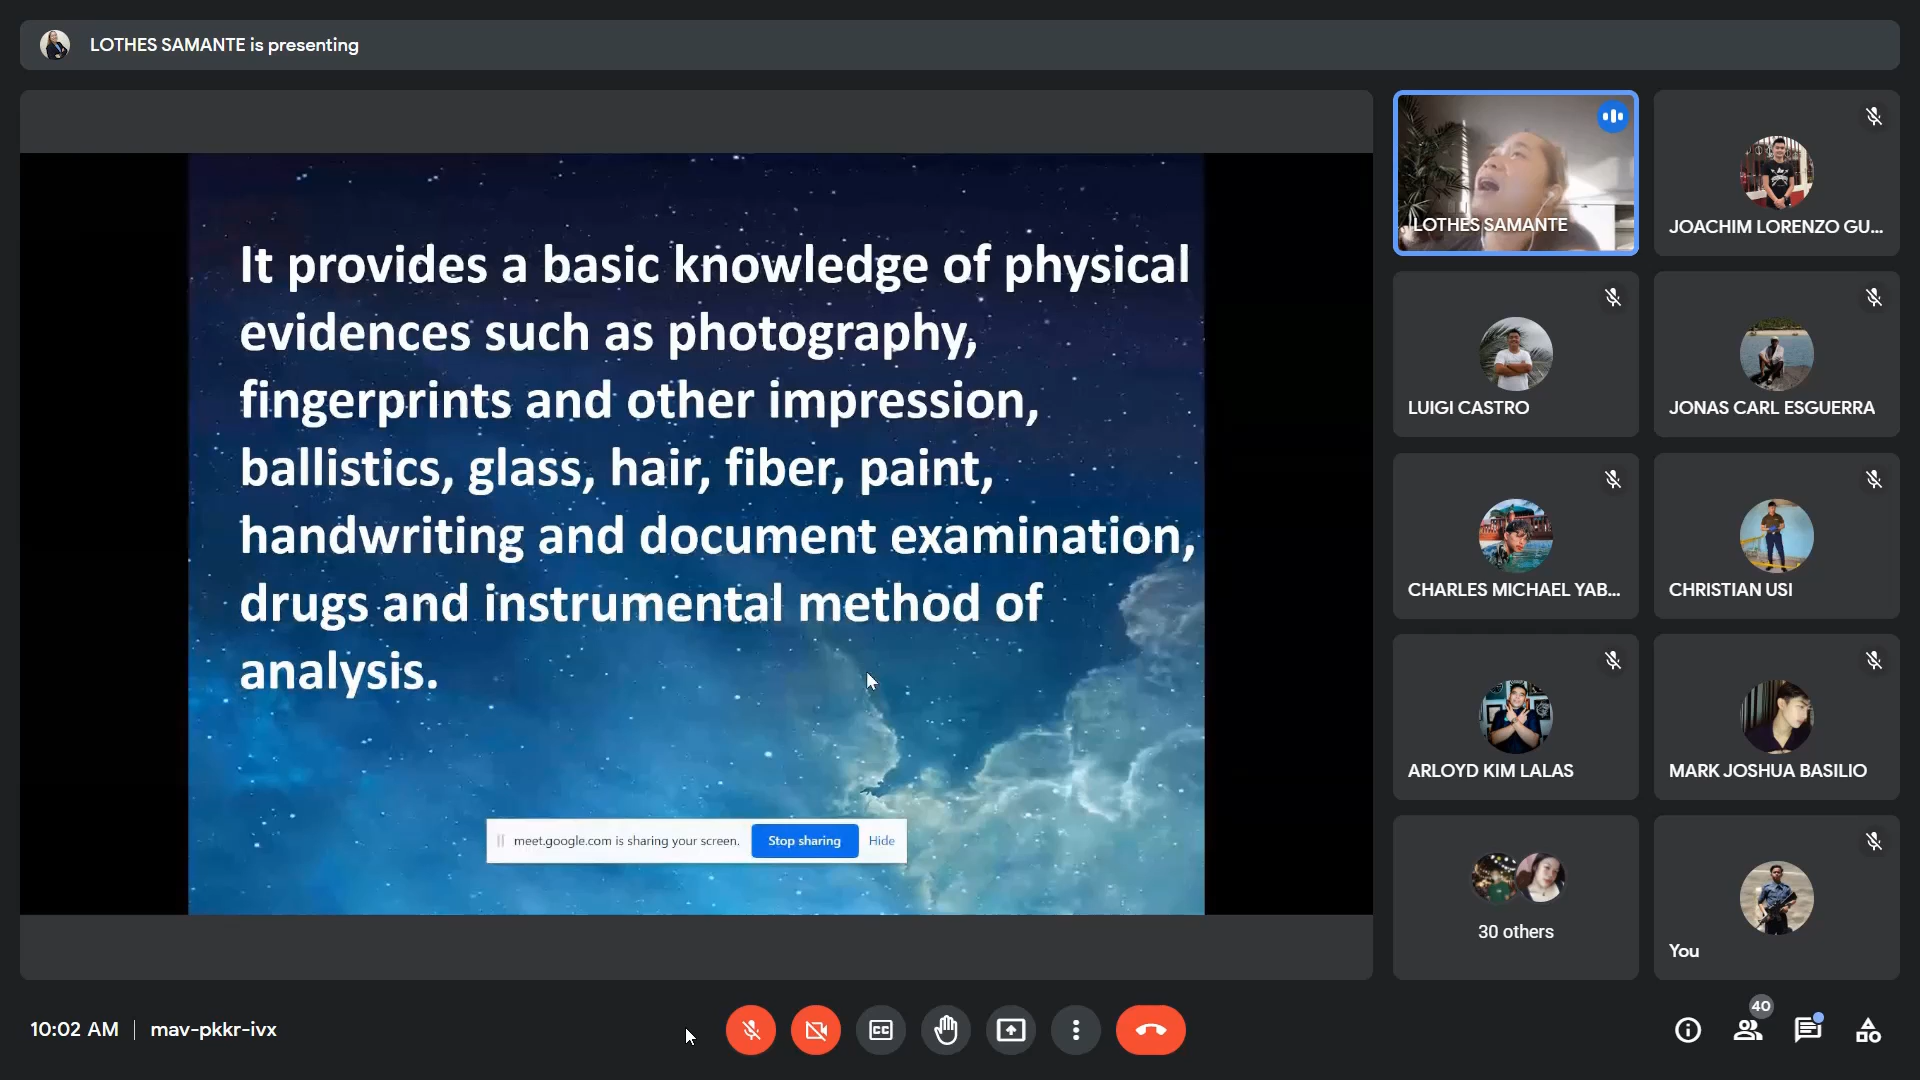 LOTHES SAMANTE is presenting
It provides a basic knowledge of physical
evidences such as photography,
fingerprints and other impression,
ballistics, glass, hair, fiber, paint,
handwriting and document examination,
drugs and instrumental method of
analysis.
meet.google.com is sharing your screen.
Stop sharing
Hide
LOTHES SAMANTE
JOACHIM LORENZO GU...
LUIGI CASTRO
JONAS CARL ESGUERRA
CHARLES MICHAEL YAB...
CHRISTIAN USI
ARLOYD KIM LALAS
MARK JOSHUA BASILIO
30 others
You
10:02 AM | mav-pkkr-ivx
CC
40